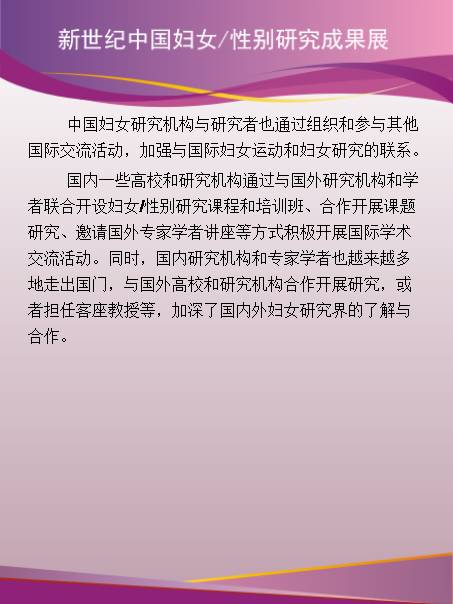 新世纪中国妇女/性别研究成果展
中国妇女研究机构与研究者也通过组织和参与其他
国际交流活动，加强与国际妇女运动和妇女研究的联系。
国内一些高校和研究机构通过与国外研究机构和学
者联合开设妇女/性别研究课程和培训班、合作开展课题
研究、邀请国外专家学者讲座等方式积极开展国际学术
交流活动。同时，国内研究机构和专家学者也越来越多
地走出国门，与国外高校和研究机构合作开展研究，或
者担任客座教授等，加深了国内外妇女研究界的了解与
合作。